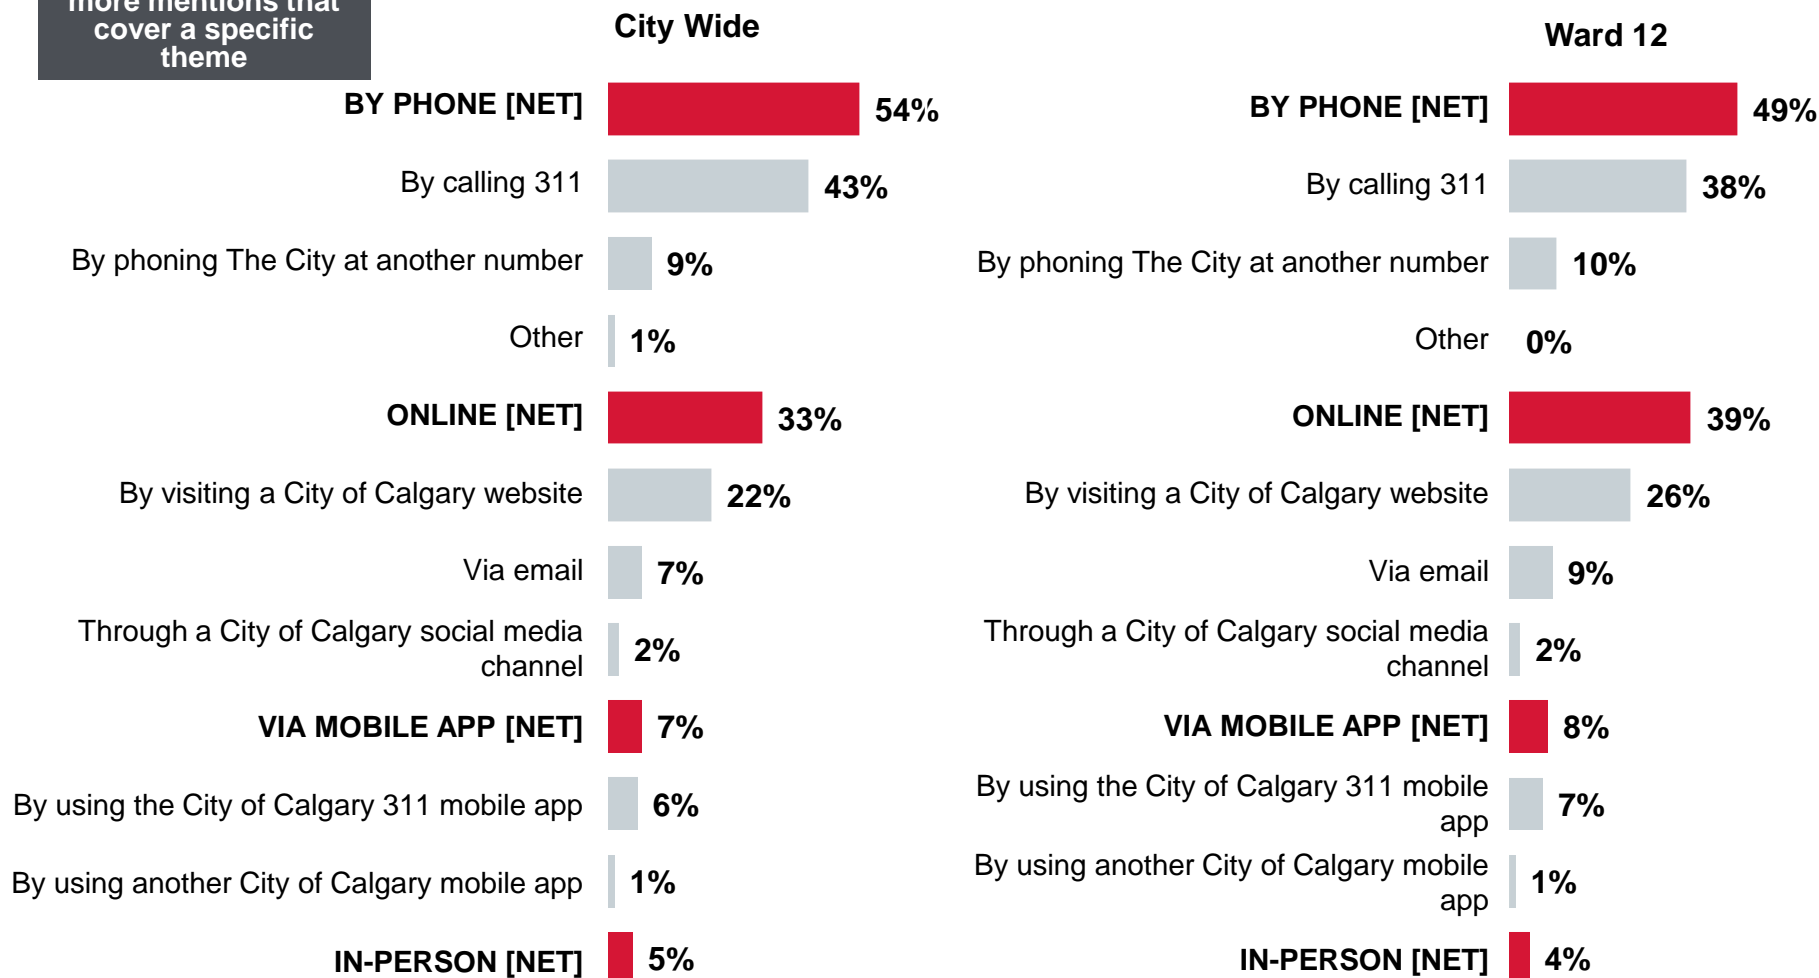 more mentions that
cover a specific
theme
City Wide
BY PHONE [NET] 54%
By calling 311 43%
By phoning The City at another number 9%
Other 1%
ONLINE [NET] 33%
By visiting a City of Calgary website 22%
Via email 7%
Through a City of Calgary social media
channel 2%
VIA MOBILE APP [NET] 7%
By using the City of Calgary 311 mobile app 6%
By using another City of Calgary mobile app 1%
IN-PERSON [NET] 5%
Ward 12
BY PHONE [NET] 49%
By calling 311 38%
By phoning The City at another number 10%
Other 0%
ONLINE [NET] 39%
By visiting a City of Calgary website 26%
Via email 9%
Through a City of Calgary social media
channel 2%
VIA MOBILE APP [NET] 8%
By using the City of Calgary 311 mobile
app 7%
By using another City of Calgary mobile
app 1%
IN-PERSON [NET] 4%